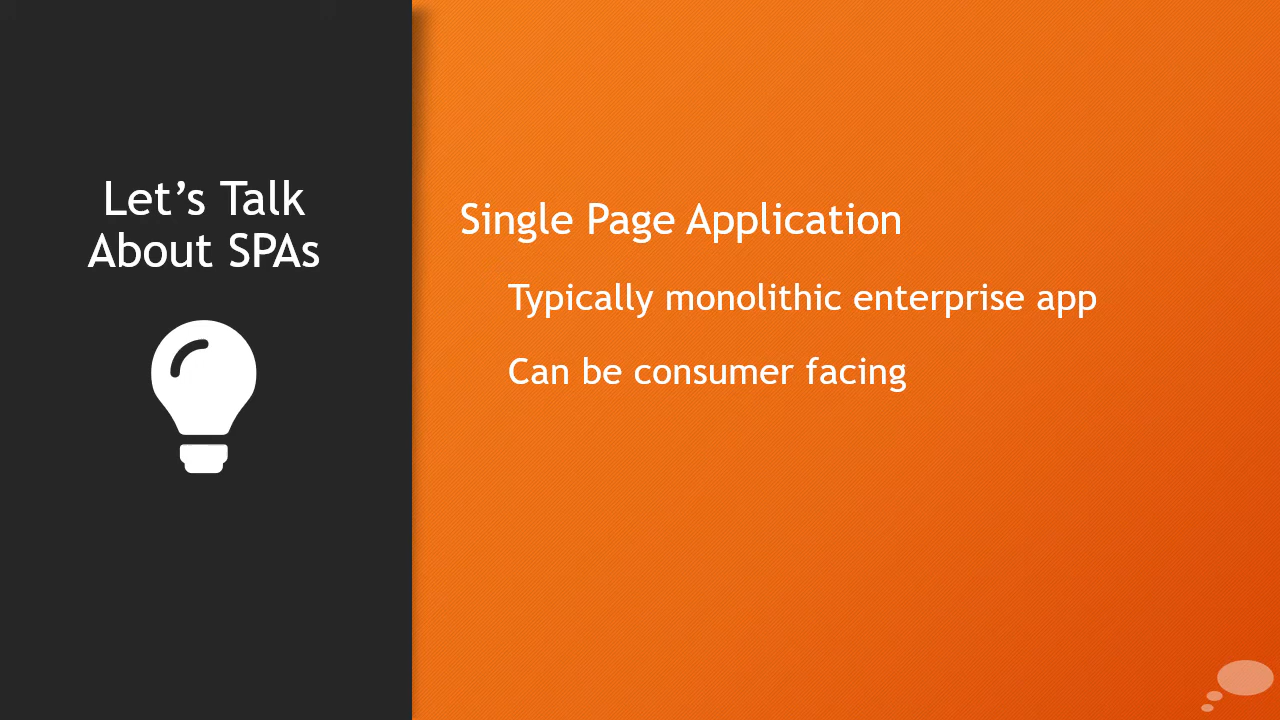 Let’s Talk
About SPAs
Single Page Application
Typically monolithic enterprise app
Can be consumer facing